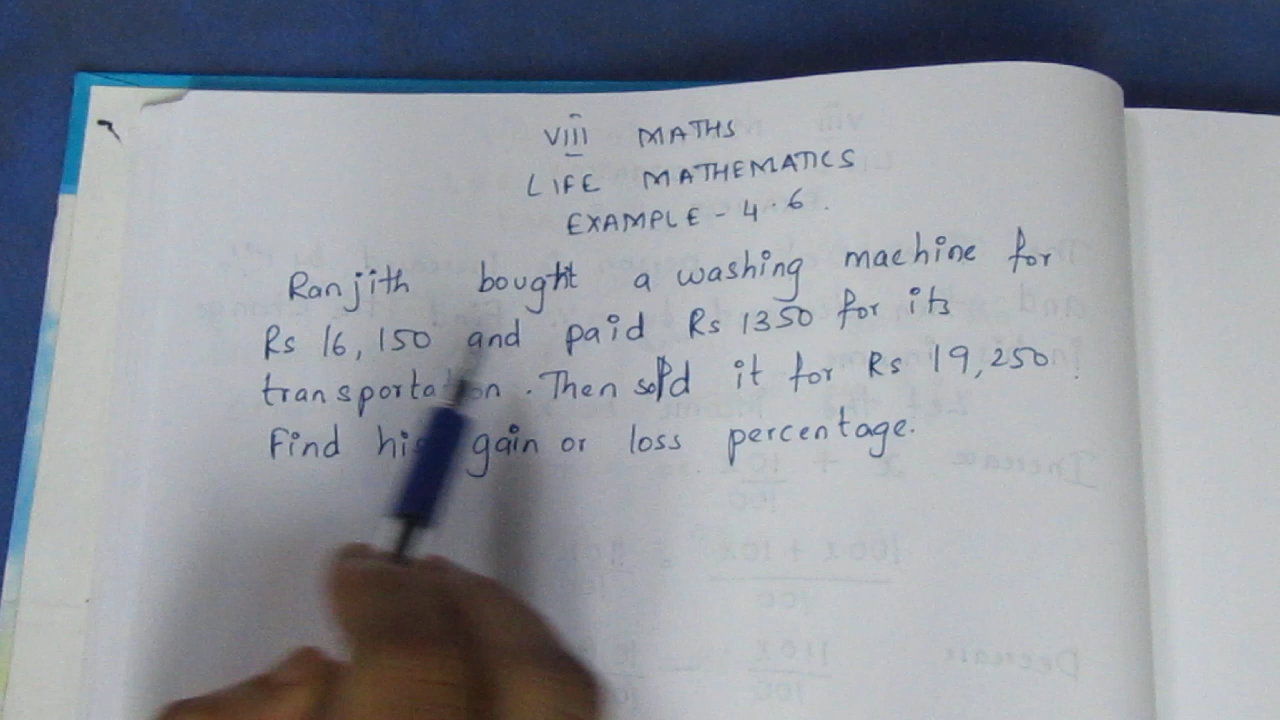 viii MATHS
LIFE MATHEMATICS
EXAMPLE - 4.6.
Ranjith bought a washing machine for
Rs 16,150 and paid Rs 1350 for its
transportation. Then sold it for Rs 19,250.
Find his gain or loss percentage.